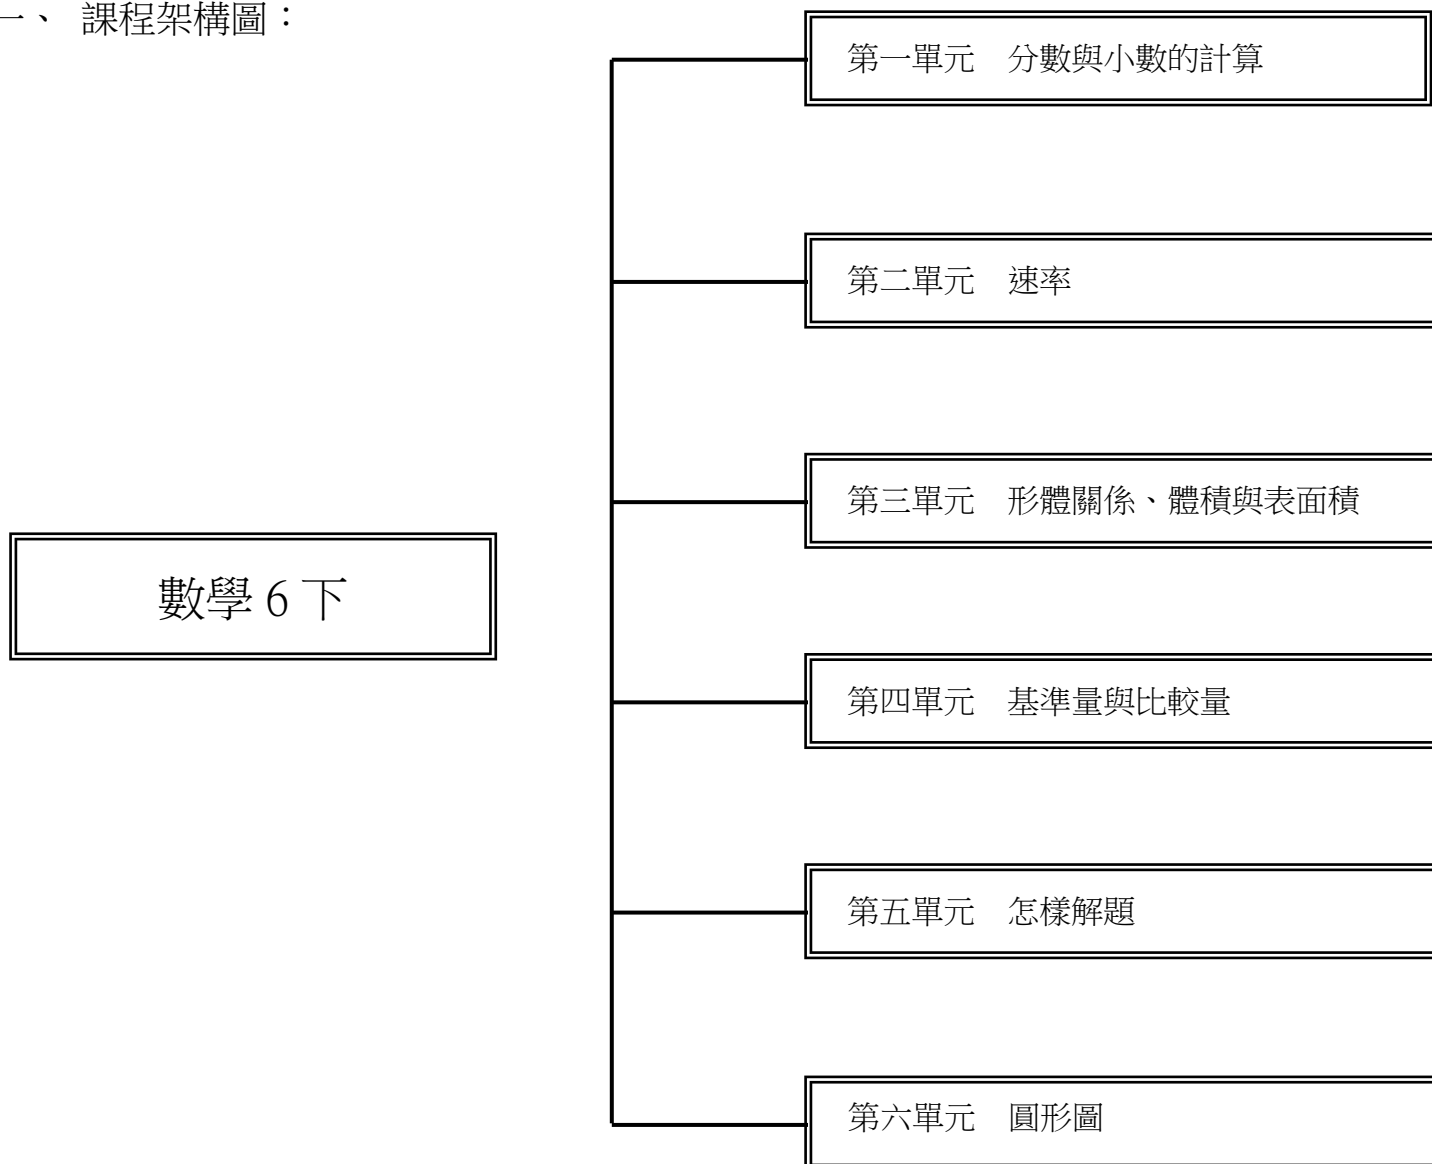 一、 課程架構圖：
第一單元　分數與小數的計算
第二單元　速率
第三單元　形體關係、體積與表面積
數學 6 下
第四單元　基準量與比較量
第五單元　怎樣解題
第六單元　圓形圖